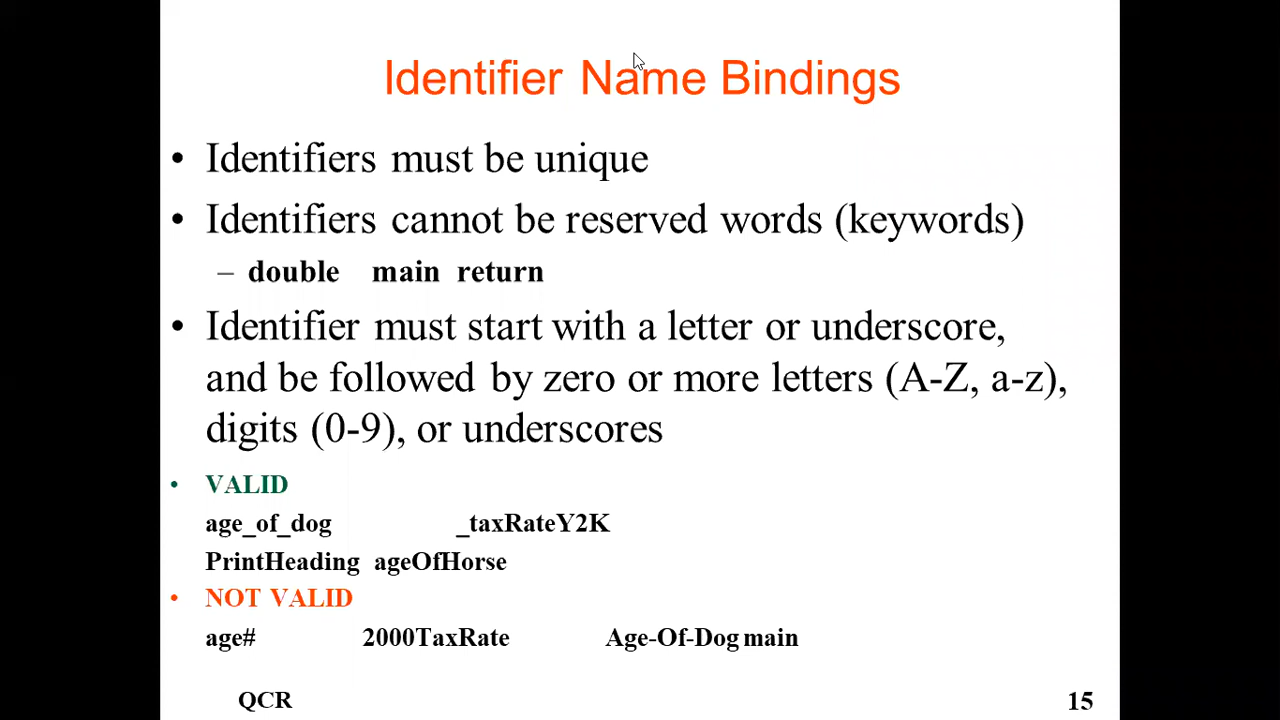 Identifier Name Bindings
• Identifiers must be unique
• Identifiers cannot be reserved words (keywords)
– double main return
• Identifier must start with a letter or underscore,
and be followed by zero or more letters (A-Z, a-z),
digits (0-9), or underscores
• VALID
age_of_dog _taxRateY2K
PrintHeading ageOfHorse
• NOT VALID
age# 2000TaxRate Age-Of-Dog main
QCR 15